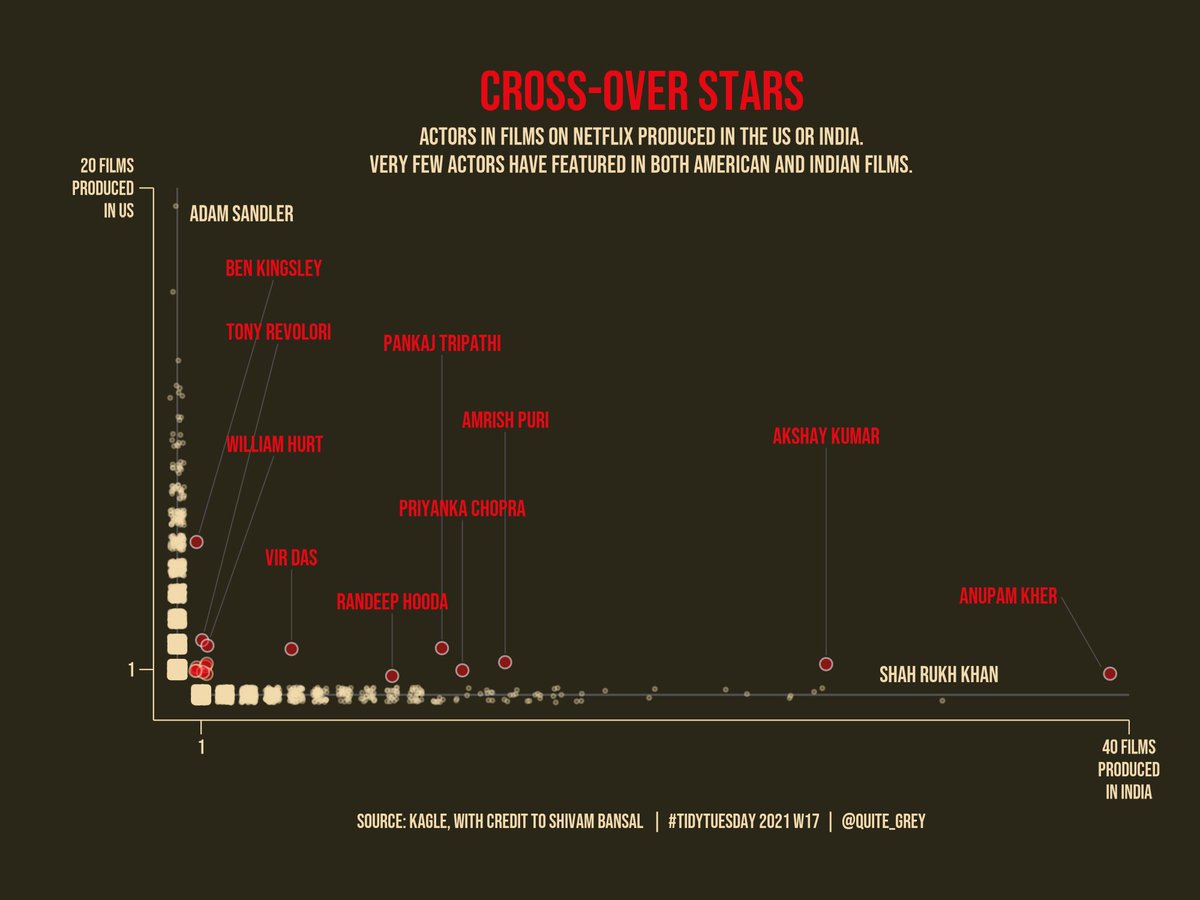 CROSS-OVER STARS
ACTORS IN FILMS ON NETFLIX PRODUCED IN THE US OR INDIA.
VERY FEW ACTORS HAVE FEATURED IN BOTH AMERICAN AND INDIAN FILMS.
20 FILMS
PRODUCED
IN US
ADAM SANDLER
BEN KINGSLEY
TONY REVOLORI
PANKAJ TRIPATHI
AMRISH PURI
AKSHAY KUMAR
WILLIAM HURT
PRIYANKA CHOPRA
VIR DAS
RANDEEP HOODA
ANUPAM KHER
1
SHAH RUKH KHAN
1
40 FILMS
PRODUCED
IN INDIA
SOURCE: KAGLE, WITH CREDIT TO SHIVAM BANSAL | #TIDYTUESDAY 2021 W17 | @QUITE_GREY